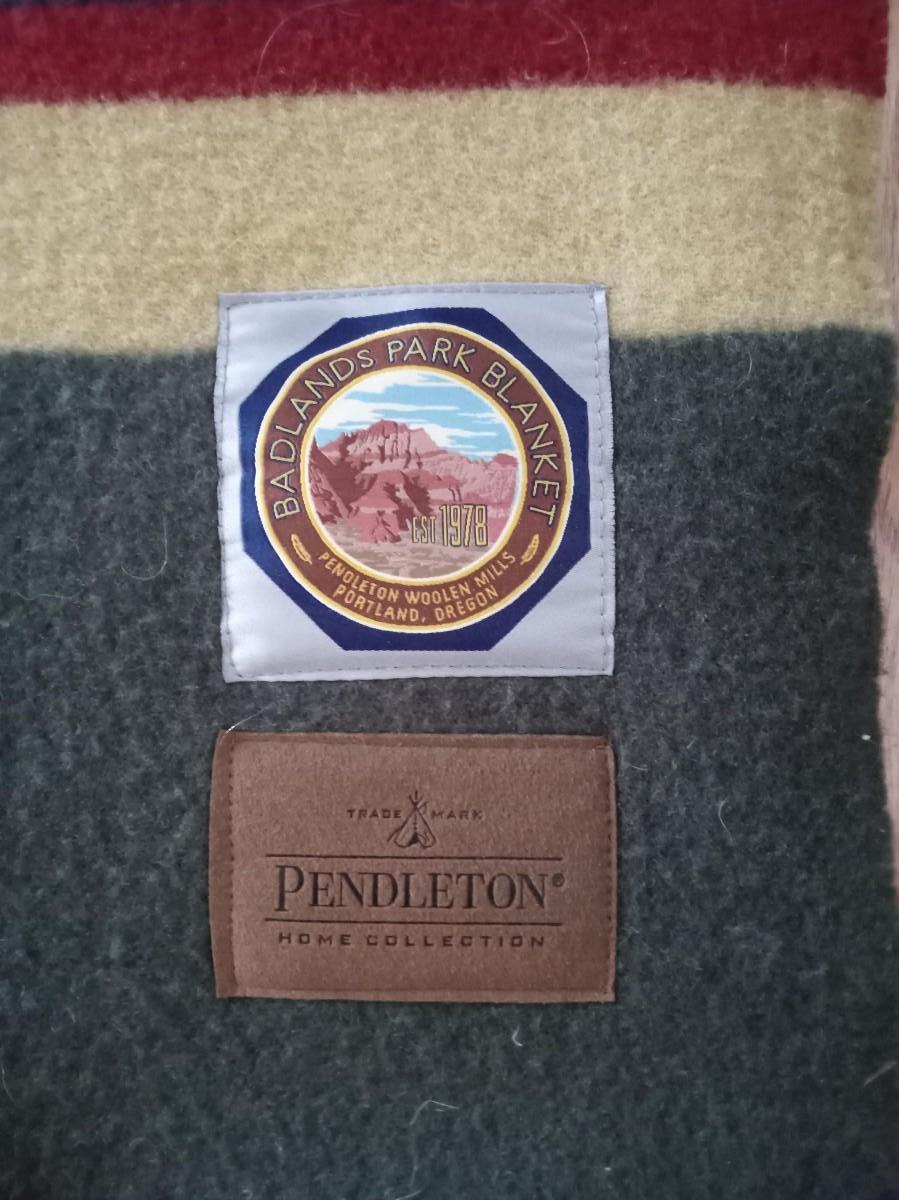 BADLANDS PARK BLANKET
EST 1978
PENDLETON WOOLEN MILLS
PORTLAND, OREGON
TRADE MARK
PENDLETON®
HOME COLLECTION